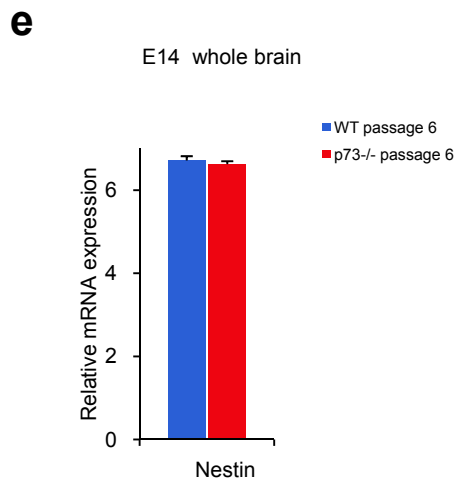 e
E14 whole brain
WT passage 6
p73-/- passage 6
Relative mRNA expression
6
4
2
0
Nestin